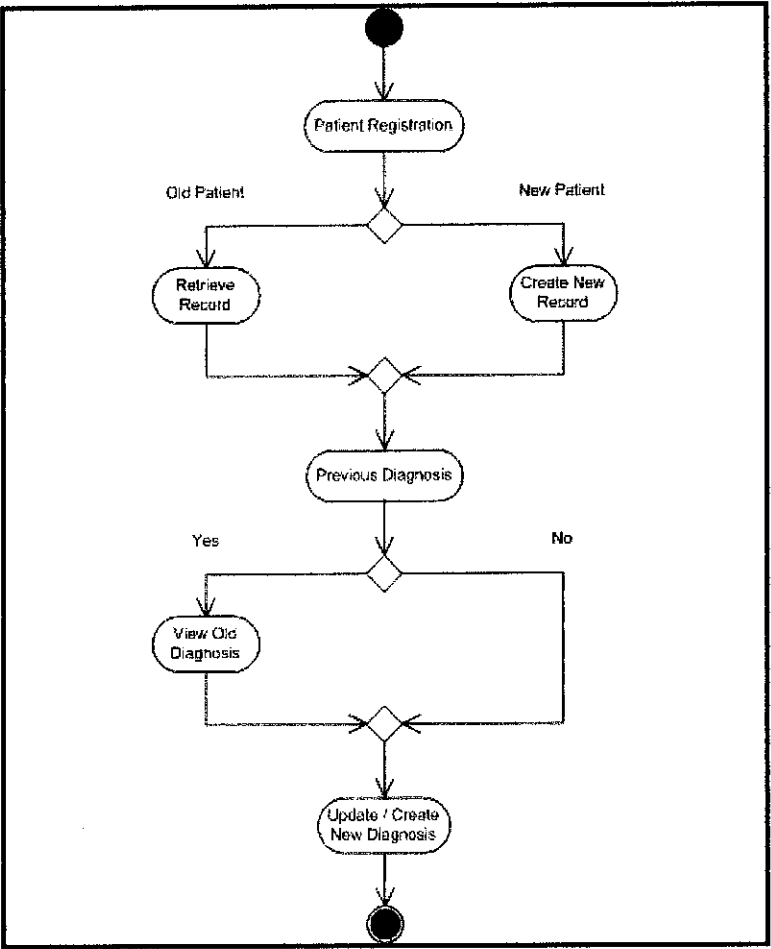 Patient Registration
Old Patient
New Patient
Retrieve
Record
Create New
Record
Previous Diagnosis
Yes
No
View Old
Diagnosis
Update / Create
New Diagnosis